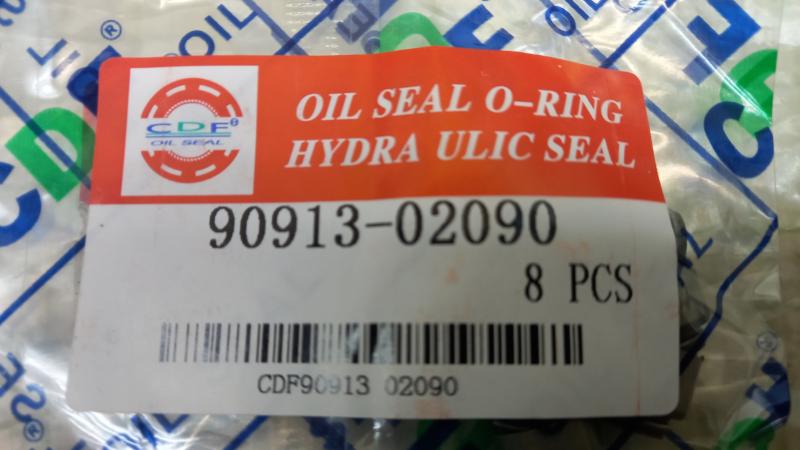 CDF®
OIL SEAL
OIL SEAL O-RING
HYDRA ULIC SEAL
90913-02090
8 PCS
CDF90913 02090